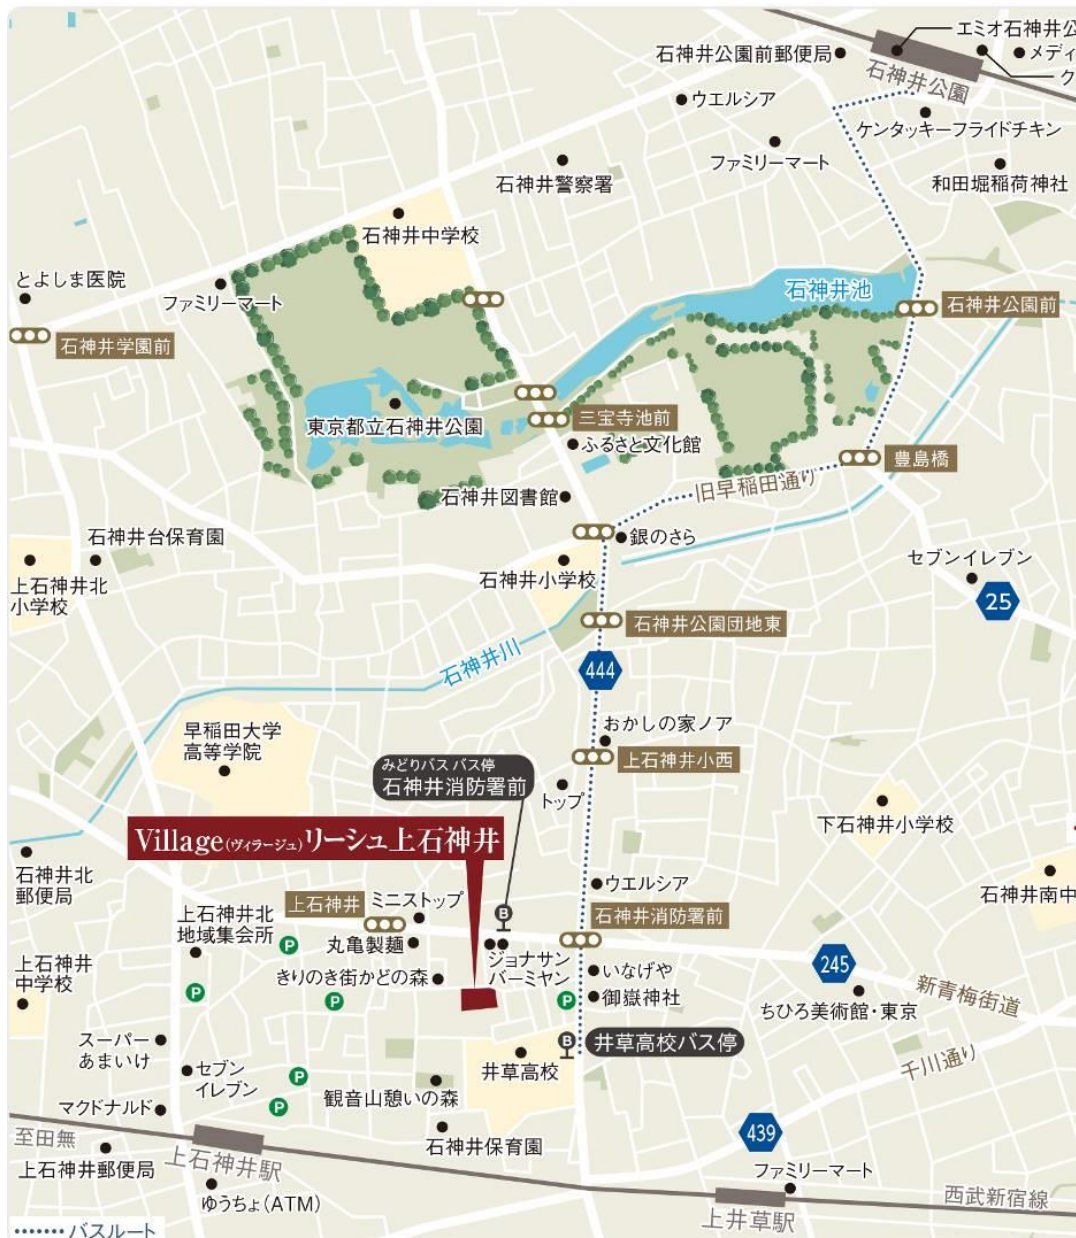 エミオ石神井公
石神井公園前郵便局
メディ
ク
石神井公園
ウエルシア
ケンタッキーフライドチキン
ファミリーマート
石神井警察署
和田堀稲荷神社
石神井中学校
とよしま医院
ファミリーマート
石神井池
石神井公園前
石神井学園前
東京都立石神井公園
三宝寺池前
ふるさと文化館
豊島橋
旧早稲田通り
石神井図書館
石神井台保育園
銀のさら
セブンイレブン
上石神井北
小学校
石神井小学校
25
石神井公園団地東
石神井川
444
早稲田大学
高等学院
おかしの家ノア
みどりバス バス停
石神井消防署前
上石神井小西
トップ
下石神井小学校
Village(ヴィラージュ)リーシュ上石神井
石神井北
郵便局
ウエルシア
石神井南中
上石神井
ミニストップ
B
石神井消防署前
上石神井北
地域集会所
P
丸亀製麺
ジョナサン
バーミヤン
245
新青梅街道
上石神井
中学校
P
P
きりのき街かどの森
P
いなげや
御嶽神社
ちひろ美術館・東京
スーパー
あまいけ
B
井草高校バス停
井草高校
千川通り
セブン
イレブン
P
P
観音山憩いの森
マクドナルド
石神井保育園
439
至田無
上石神井郵便局
上石神井駅
ファミリーマート
ゆうちょ(ATM)
上井草駅
西武新宿線
バスルート